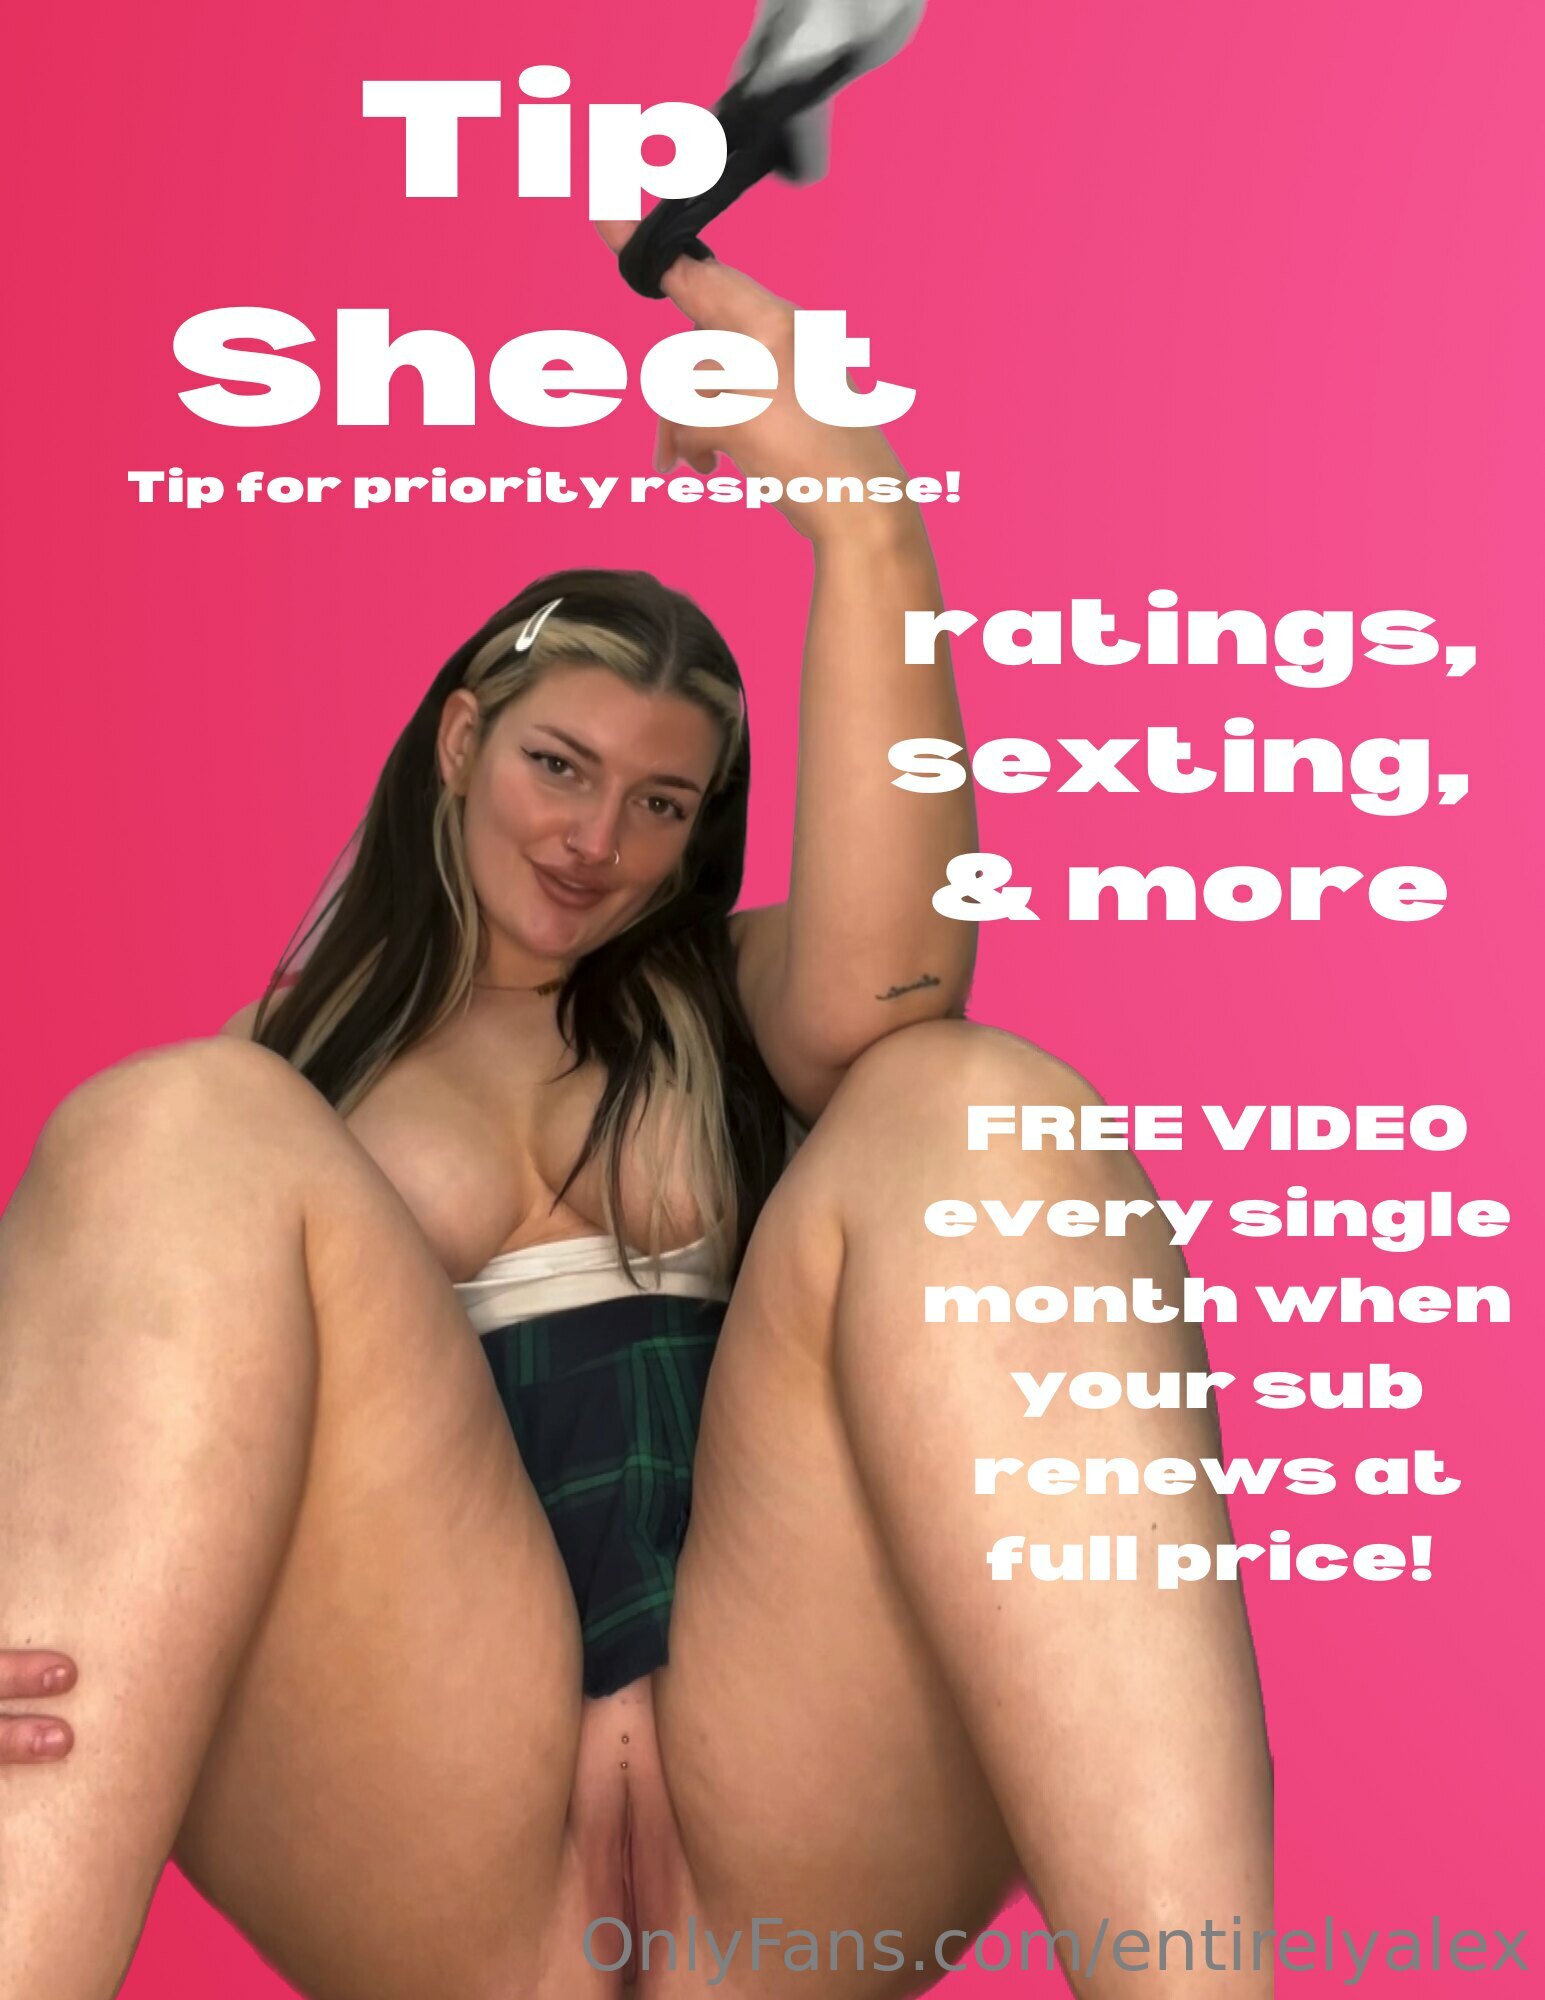 Tip
Sheet
Tip for priority response!
ratings,
sexting,
& more
FREE VIDEO
every single
month when
your sub
renews at
full price!
OnlyFans.com/entirelyalex